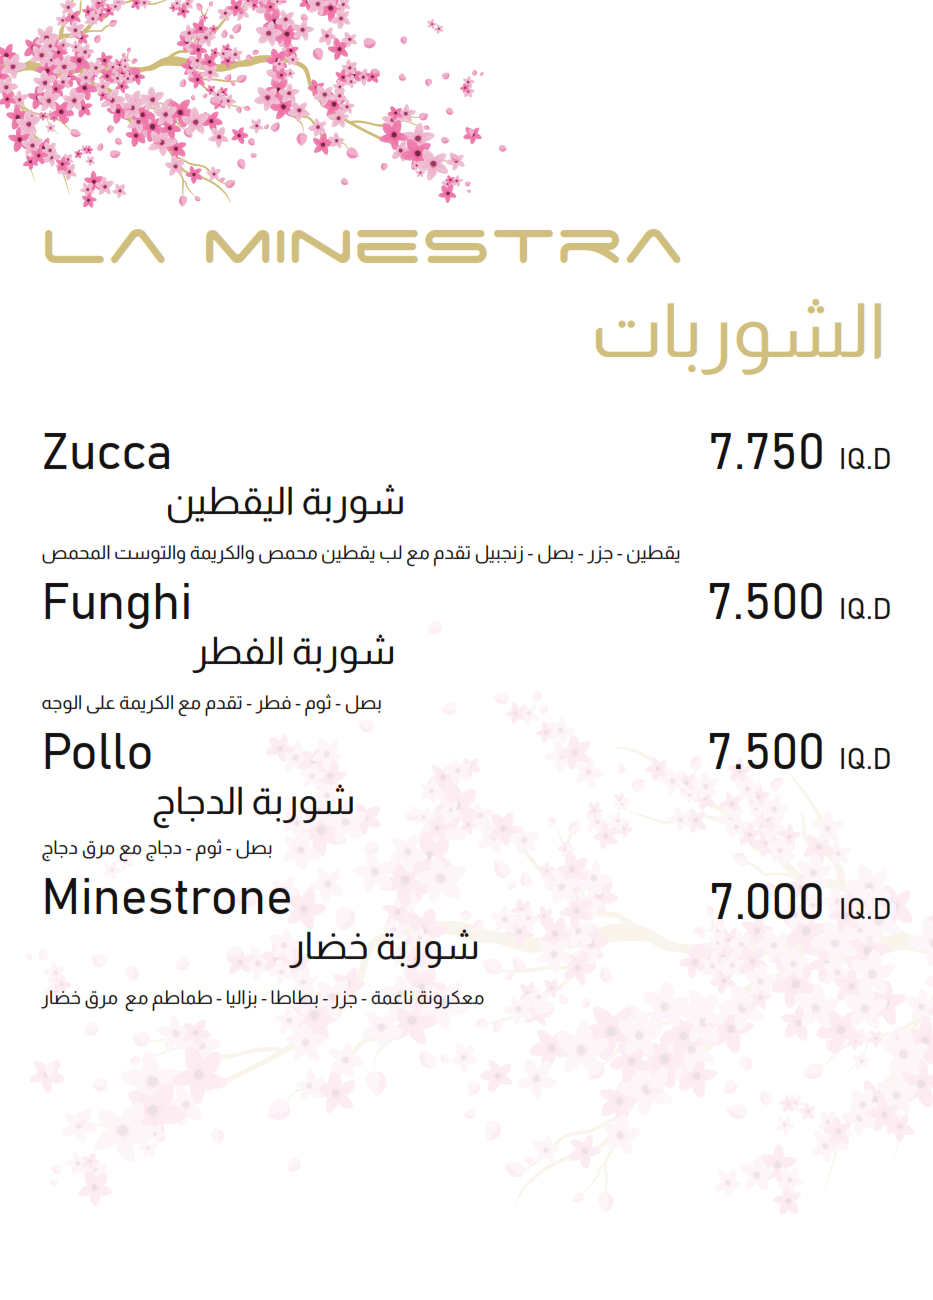 LA MINESTRA
الشوربات
Zucca 7.750 IQ.D
شوربة اليقطين
يقطين - جزر - بصل - زنجبيل تقدم مع لب يقطين محمص والكريمة والتوست المحمص
Funghi 7.500 IQ.D
شوربة الفطر
بصل - ثوم - فطر - تقدم مع الكريمة على الوجه
Pollo 7.500 IQ.D
شوربة الدجاج
بصل - ثوم - دجاج مع مرق دجاج
Minestrone 7.000 IQ.D
شوربة خضار
معكرونة ناعمة - جزر - بطاطا - بزاليا - طماطم مع مرق خضار